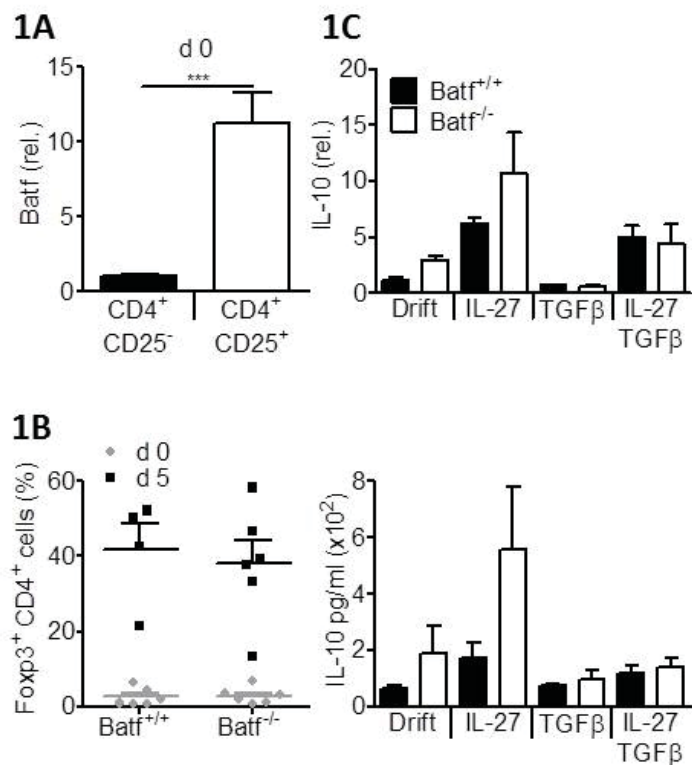 1A
d 0
***
15
10
5
0
Batf (rel.)
CD4⁺ CD4⁺
CD25⁻ CD25⁺
1C
Batf⁺/⁺
Batf⁻/⁻
20
15
10
5
0
IL-10 (rel.)
Drift IL-27 TGFβ IL-27
TGFβ
1B
d 0
d 5
60
40
20
0
Foxp3⁺ CD4⁺ cells (%)
Batf⁺/⁺ Batf⁻/⁻
8
6
4
2
0
IL-10 pg/ml (x10²)
Drift IL-27 TGFβ IL-27
TGFβ